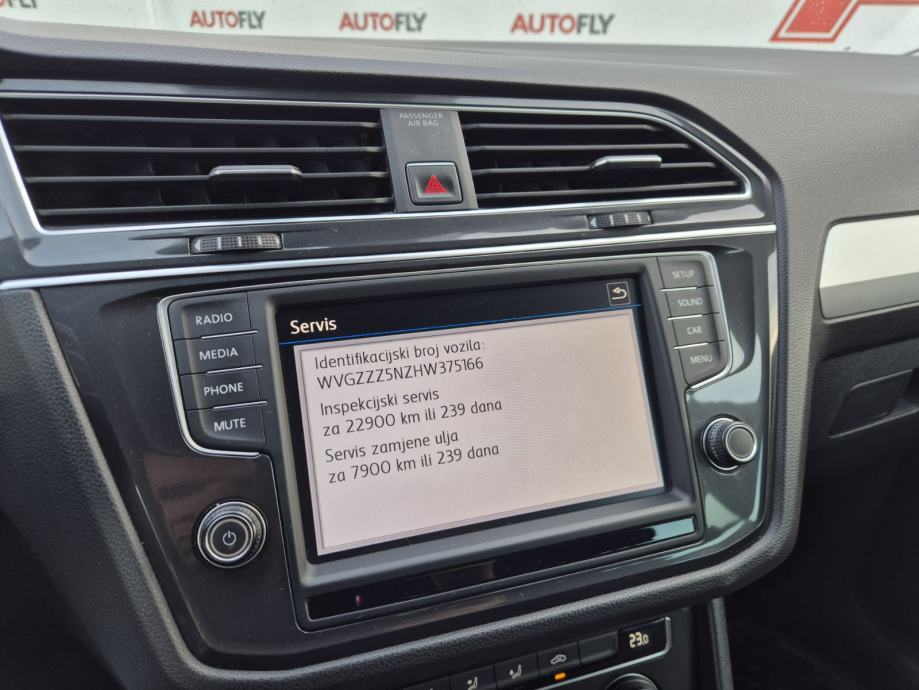 AUTOFLY
AUTOFLY
AUTOFLY
PASSENGER
AIR BAG
RADIO
MEDIA
PHONE
MUTE
SETUP
SOUND
CAR
MENU
Servis
Identifikacijski broj vozila:
WVGZZZ5NZHW375166
Inspekcijski servis
za 22900 km ili 239 dana
Servis zamjene ulja
za 7900 km ili 239 dana
23.0